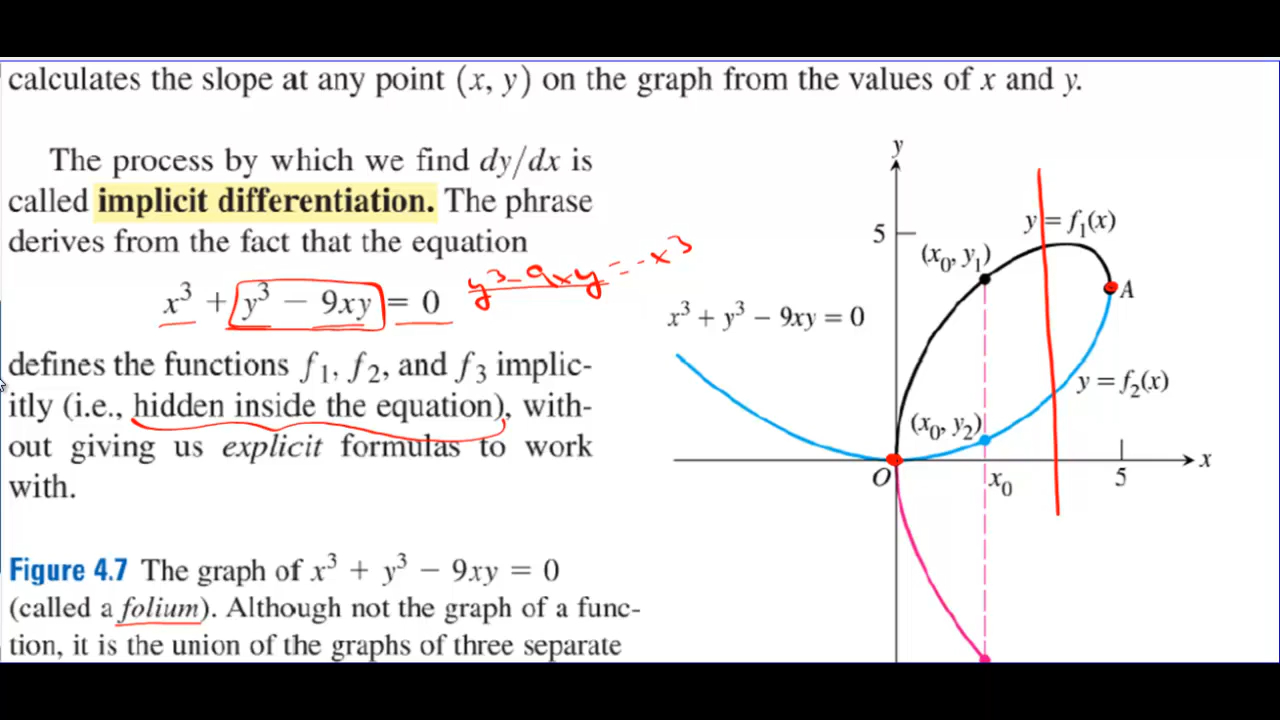 calculates the slope at any point (x, y) on the graph from the values of x and y.
The process by which we find dy/dx is
called implicit differentiation. The phrase
derives from the fact that the equation
x³ + y³ − 9xy = 0
y³ - 9xy = -x³
defines the functions f₁, f₂, and f₃ implic-
itly (i.e., hidden inside the equation), with-
out giving us explicit formulas to work
with.
Figure 4.7 The graph of x³ + y³ − 9xy = 0
(called a folium). Although not the graph of a func-
tion, it is the union of the graphs of three separate
y
5
y = f₁(x)
(x₀, y₁)
A
x³ + y³ − 9xy = 0
y = f₂(x)
(x₀, y₂)
O
x₀
5
x